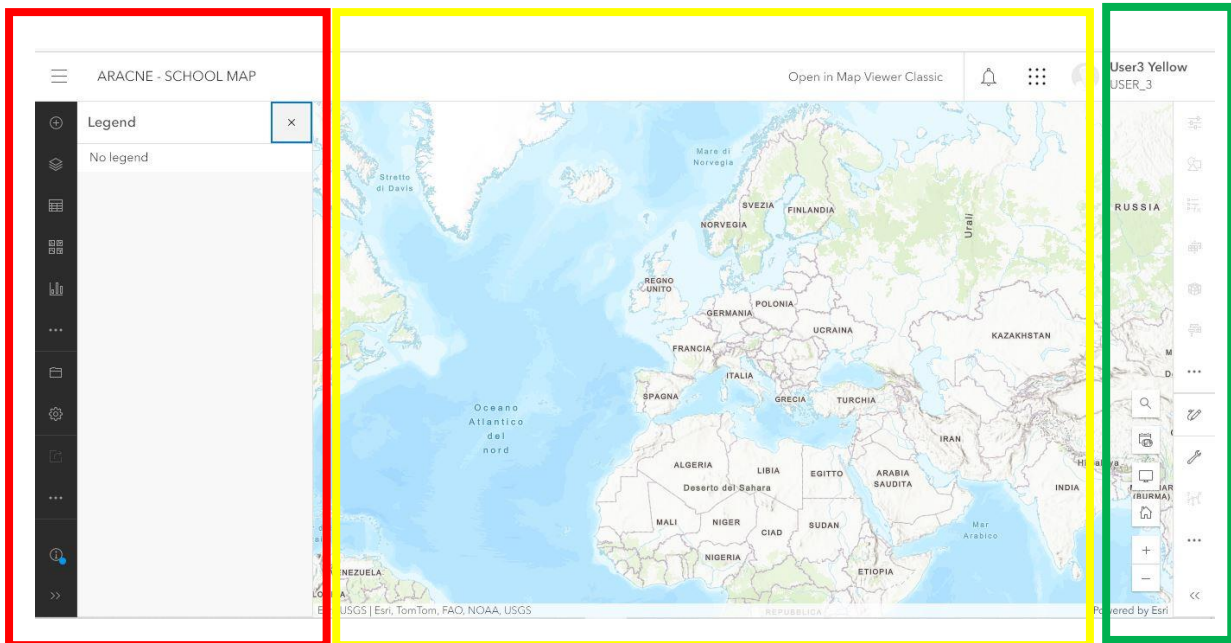 ARACNE - SCHOOL MAP
Open in Map Viewer Classic
User3 Yellow
USER_3
Legend
No legend
Stretto
di Davis
Mare di
Norvegia
SVEZIA
FINLANDIA
NORVEGIA
Urali
RUSSIA
REGNO
UNITO
POLONIA
GERMANIA
UCRAINA
KAZAKHSTAN
FRANCIA
ITALIA
SPAGNA
GRECIA
TURCHIA
Oceano
Atlantico
del
nord
IRAN
ALGERIA
LIBIA
EGITTO
ARABIA
SAUDITA
Deserto del Sahara
INDIA
(BURMA)
MALI
NIGER
CIAD
SUDAN
Mar
Arabico
NIGERIA
ETIOPIA
USGS | Esri, TomTom, FAO, NOAA, USGS
REPUBBLICA
Powered by Esri